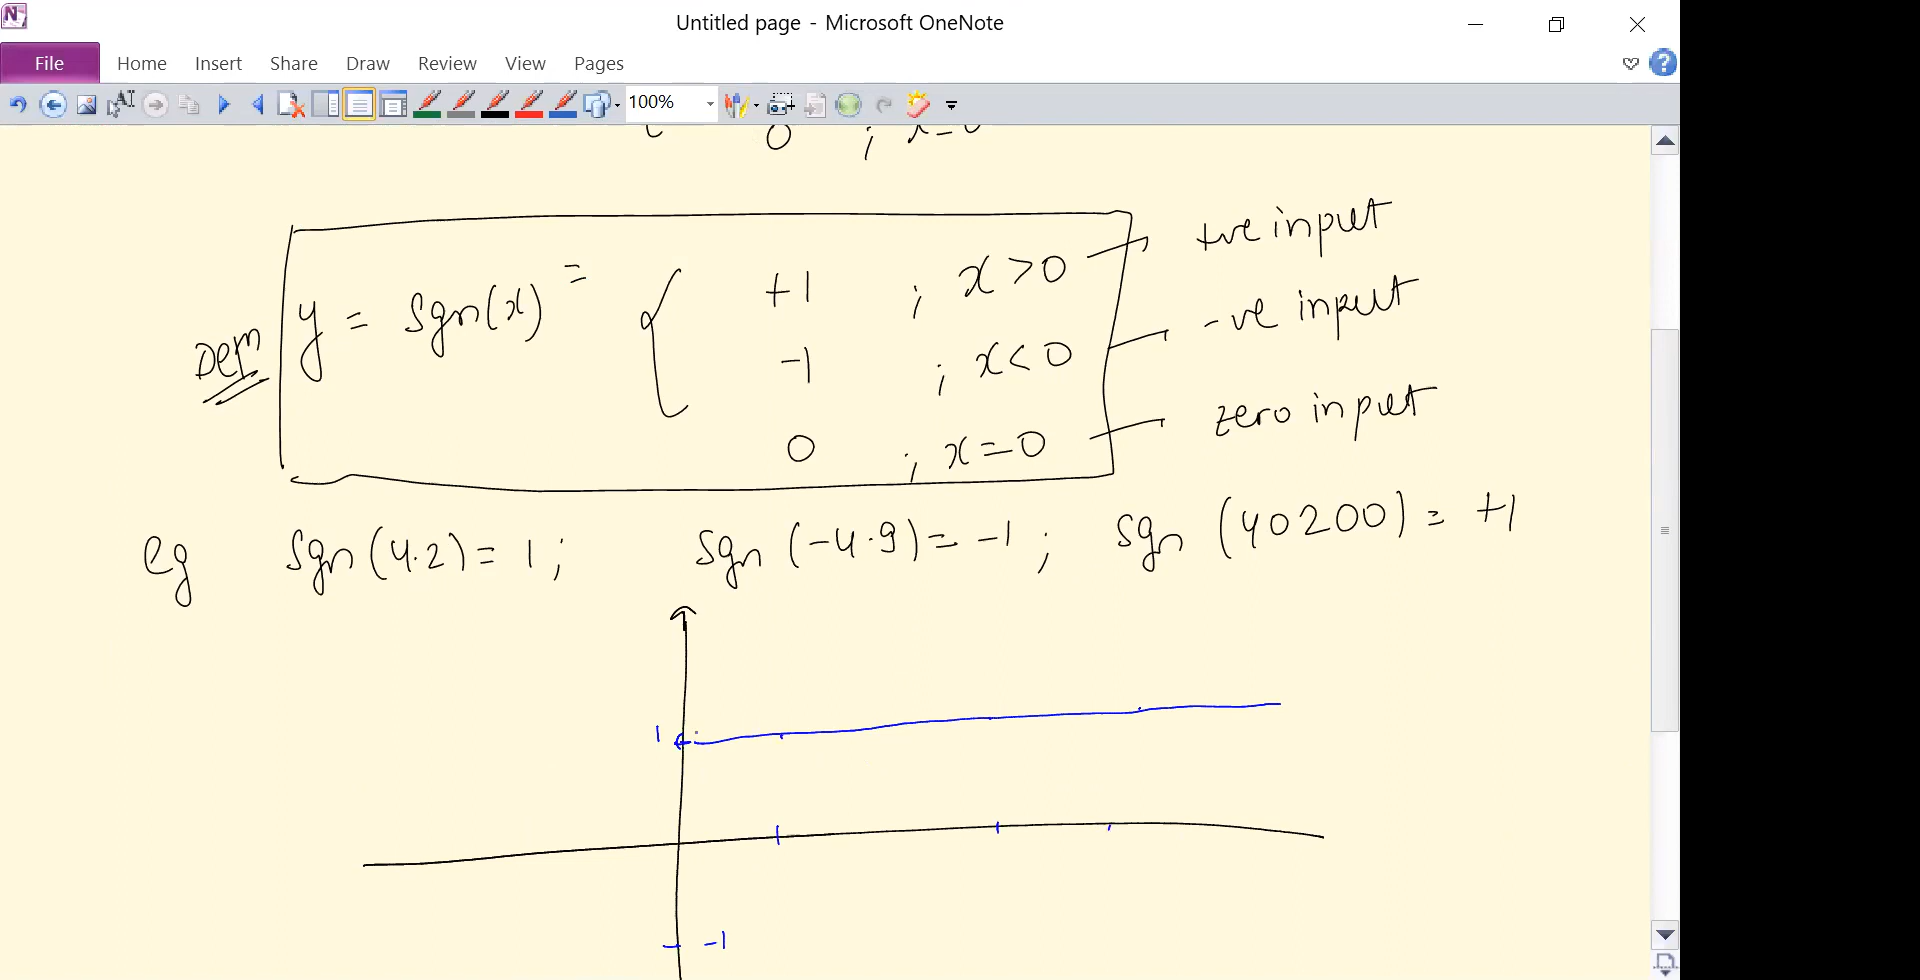 Untitled page - Microsoft OneNote
File Home Insert Share Draw Review View Pages
100%
0 ; x=0
Defn y = Sgn(x) = { +1 ; x>0 +ve input
-1 ; x<0 -ve input
0 ; x=0 zero input
eg Sgn(4.2) = 1 ; Sgn(-4.9) = -1 ; Sgn(40200) = +1
1
-1